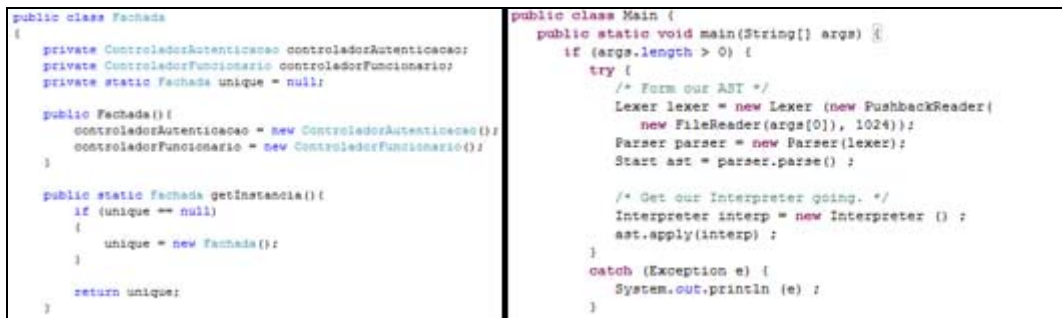 public class Fachada
{
private ControladorAutenticacao controladorAutenticacao;
private ControladorFuncionario controladorFuncionario;
private static Fachada unique = null;
public Fachada(){
controladorAutenticacao = new ControladorAutenticacao();
controladorFuncionario = new ControladorFuncionario();
}
public static Fachada getInstancia(){
if (unique == null)
{
unique = new Fachada();
}
return unique;
}
public class Main {
public static void main(String[] args) {
if (args.length > 0) {
try {
/* Form our AST */
Lexer lexer = new Lexer (new PushbackReader(
new FileReader(args[0]), 1024));
Parser parser = new Parser(lexer);
Start ast = parser.parse() ;
/* Get our Interpreter going. */
Interpreter interp = new Interpreter () ;
ast.apply(interp) ;
}
catch (Exception e) {
System.out.println (e) ;
}